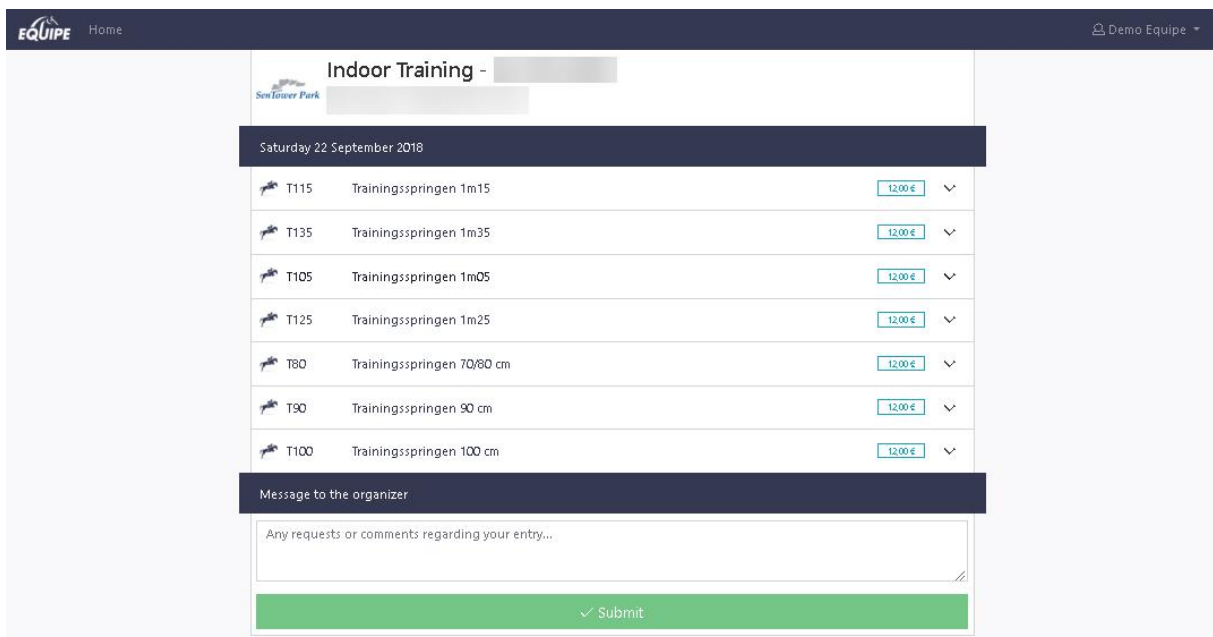 EQUIPE Home Demo Equipe
Indoor Training -
SenTower Park
Saturday 22 September 2018
T115 Trainingsspringen 1m15 12,00 €
T135 Trainingsspringen 1m35 12,00 €
T105 Trainingsspringen 1m05 12,00 €
T125 Trainingsspringen 1m25 12,00 €
T80 Trainingsspringen 70/80 cm 12,00 €
T90 Trainingsspringen 90 cm 12,00 €
T100 Trainingsspringen 100 cm 12,00 €
Message to the organizer
Any requests or comments regarding your entry...
Submit